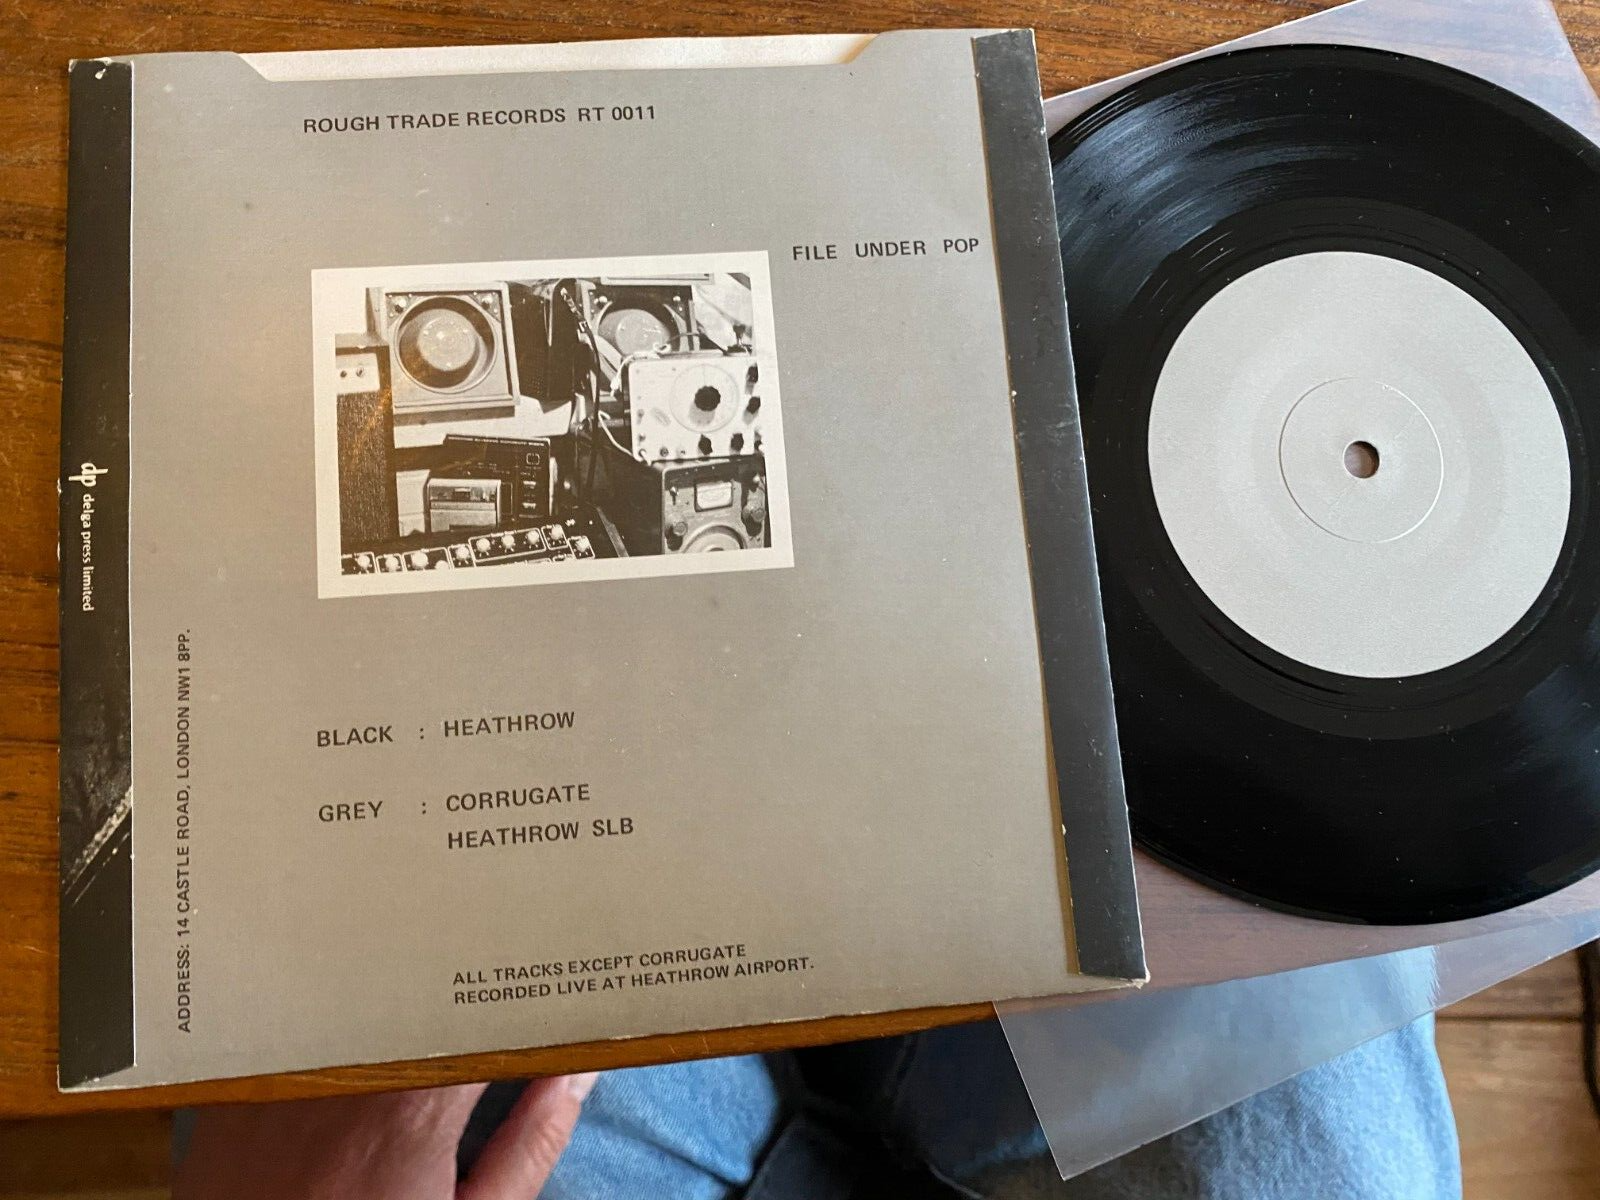 ROUGH TRADE RECORDS RT 0011
FILE UNDER POP
dp delga press limited
ADDRESS: 14 CASTLE ROAD, LONDON NW1 8PP.
BLACK : HEATHROW
GREY : CORRUGATE
HEATHROW SLB
ALL TRACKS EXCEPT CORRUGATE
RECORDED LIVE AT HEATHROW AIRPORT.